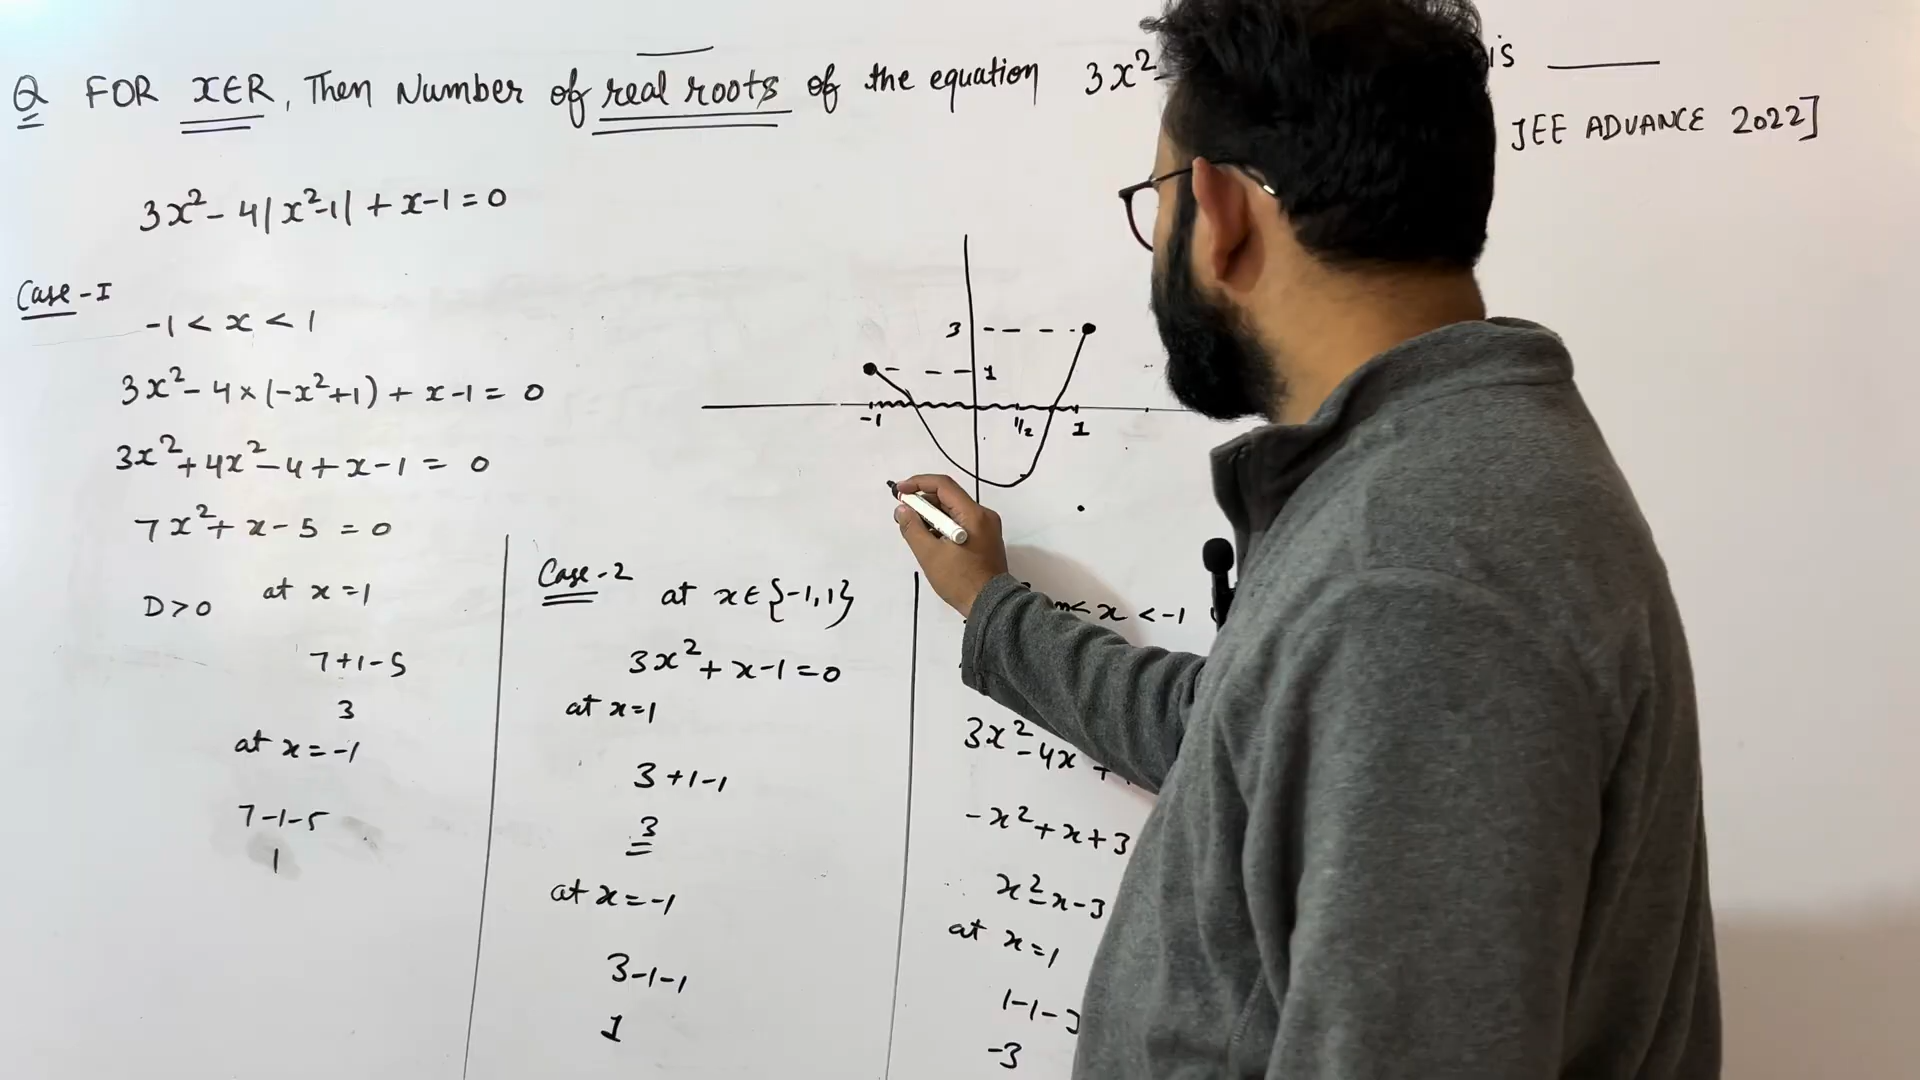 Q FOR x∈R, Then Number of real roots of the equation 3x² is ____
JEE ADVANCE 2022]
3x² - 4|x²-1| + x-1 = 0
Case-I
-1 < x < 1
3x² - 4×(-x²+1) + x-1 = 0
3x² + 4x² - 4 + x - 1 = 0
7x² + x - 5 = 0
D>0
at x=1
7+1-5
3
at x=-1
7-1-5
1
3
1
-1
1/2
1
Case-2
at x∈{-1,1}
3x² + x-1=0
at x=1
3+1-1
3
at x=-1
3-1-1
1
< x < -1
3x² - 4x +
-x² + x + 3
x² - x - 3
at x=1
1-1-3
-3